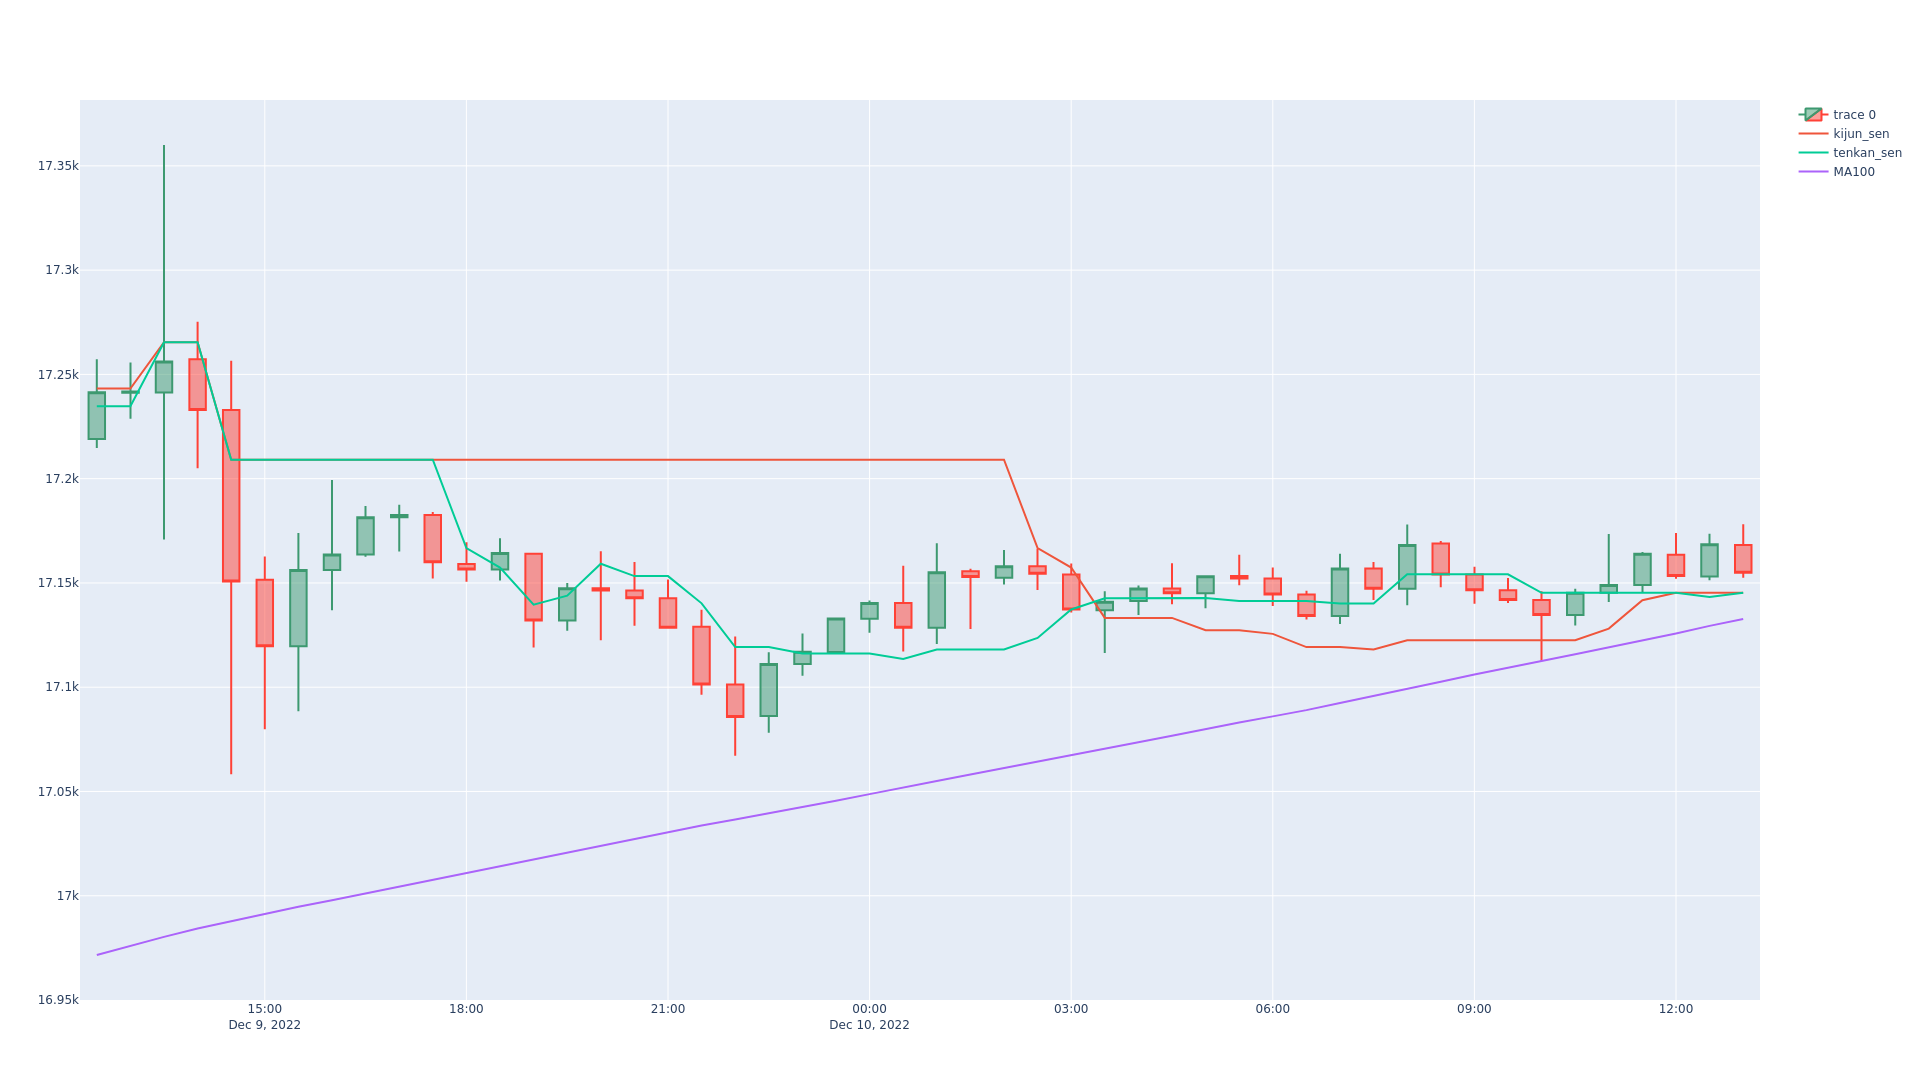 trace 0
kijun_sen
tenkan_sen
MA100
17.35k
17.3k
17.25k
17.2k
17.15k
17.1k
17.05k
17k
16.95k
15:00 18:00 21:00 00:00 03:00 06:00 09:00 12:00
Dec 9, 2022 Dec 10, 2022